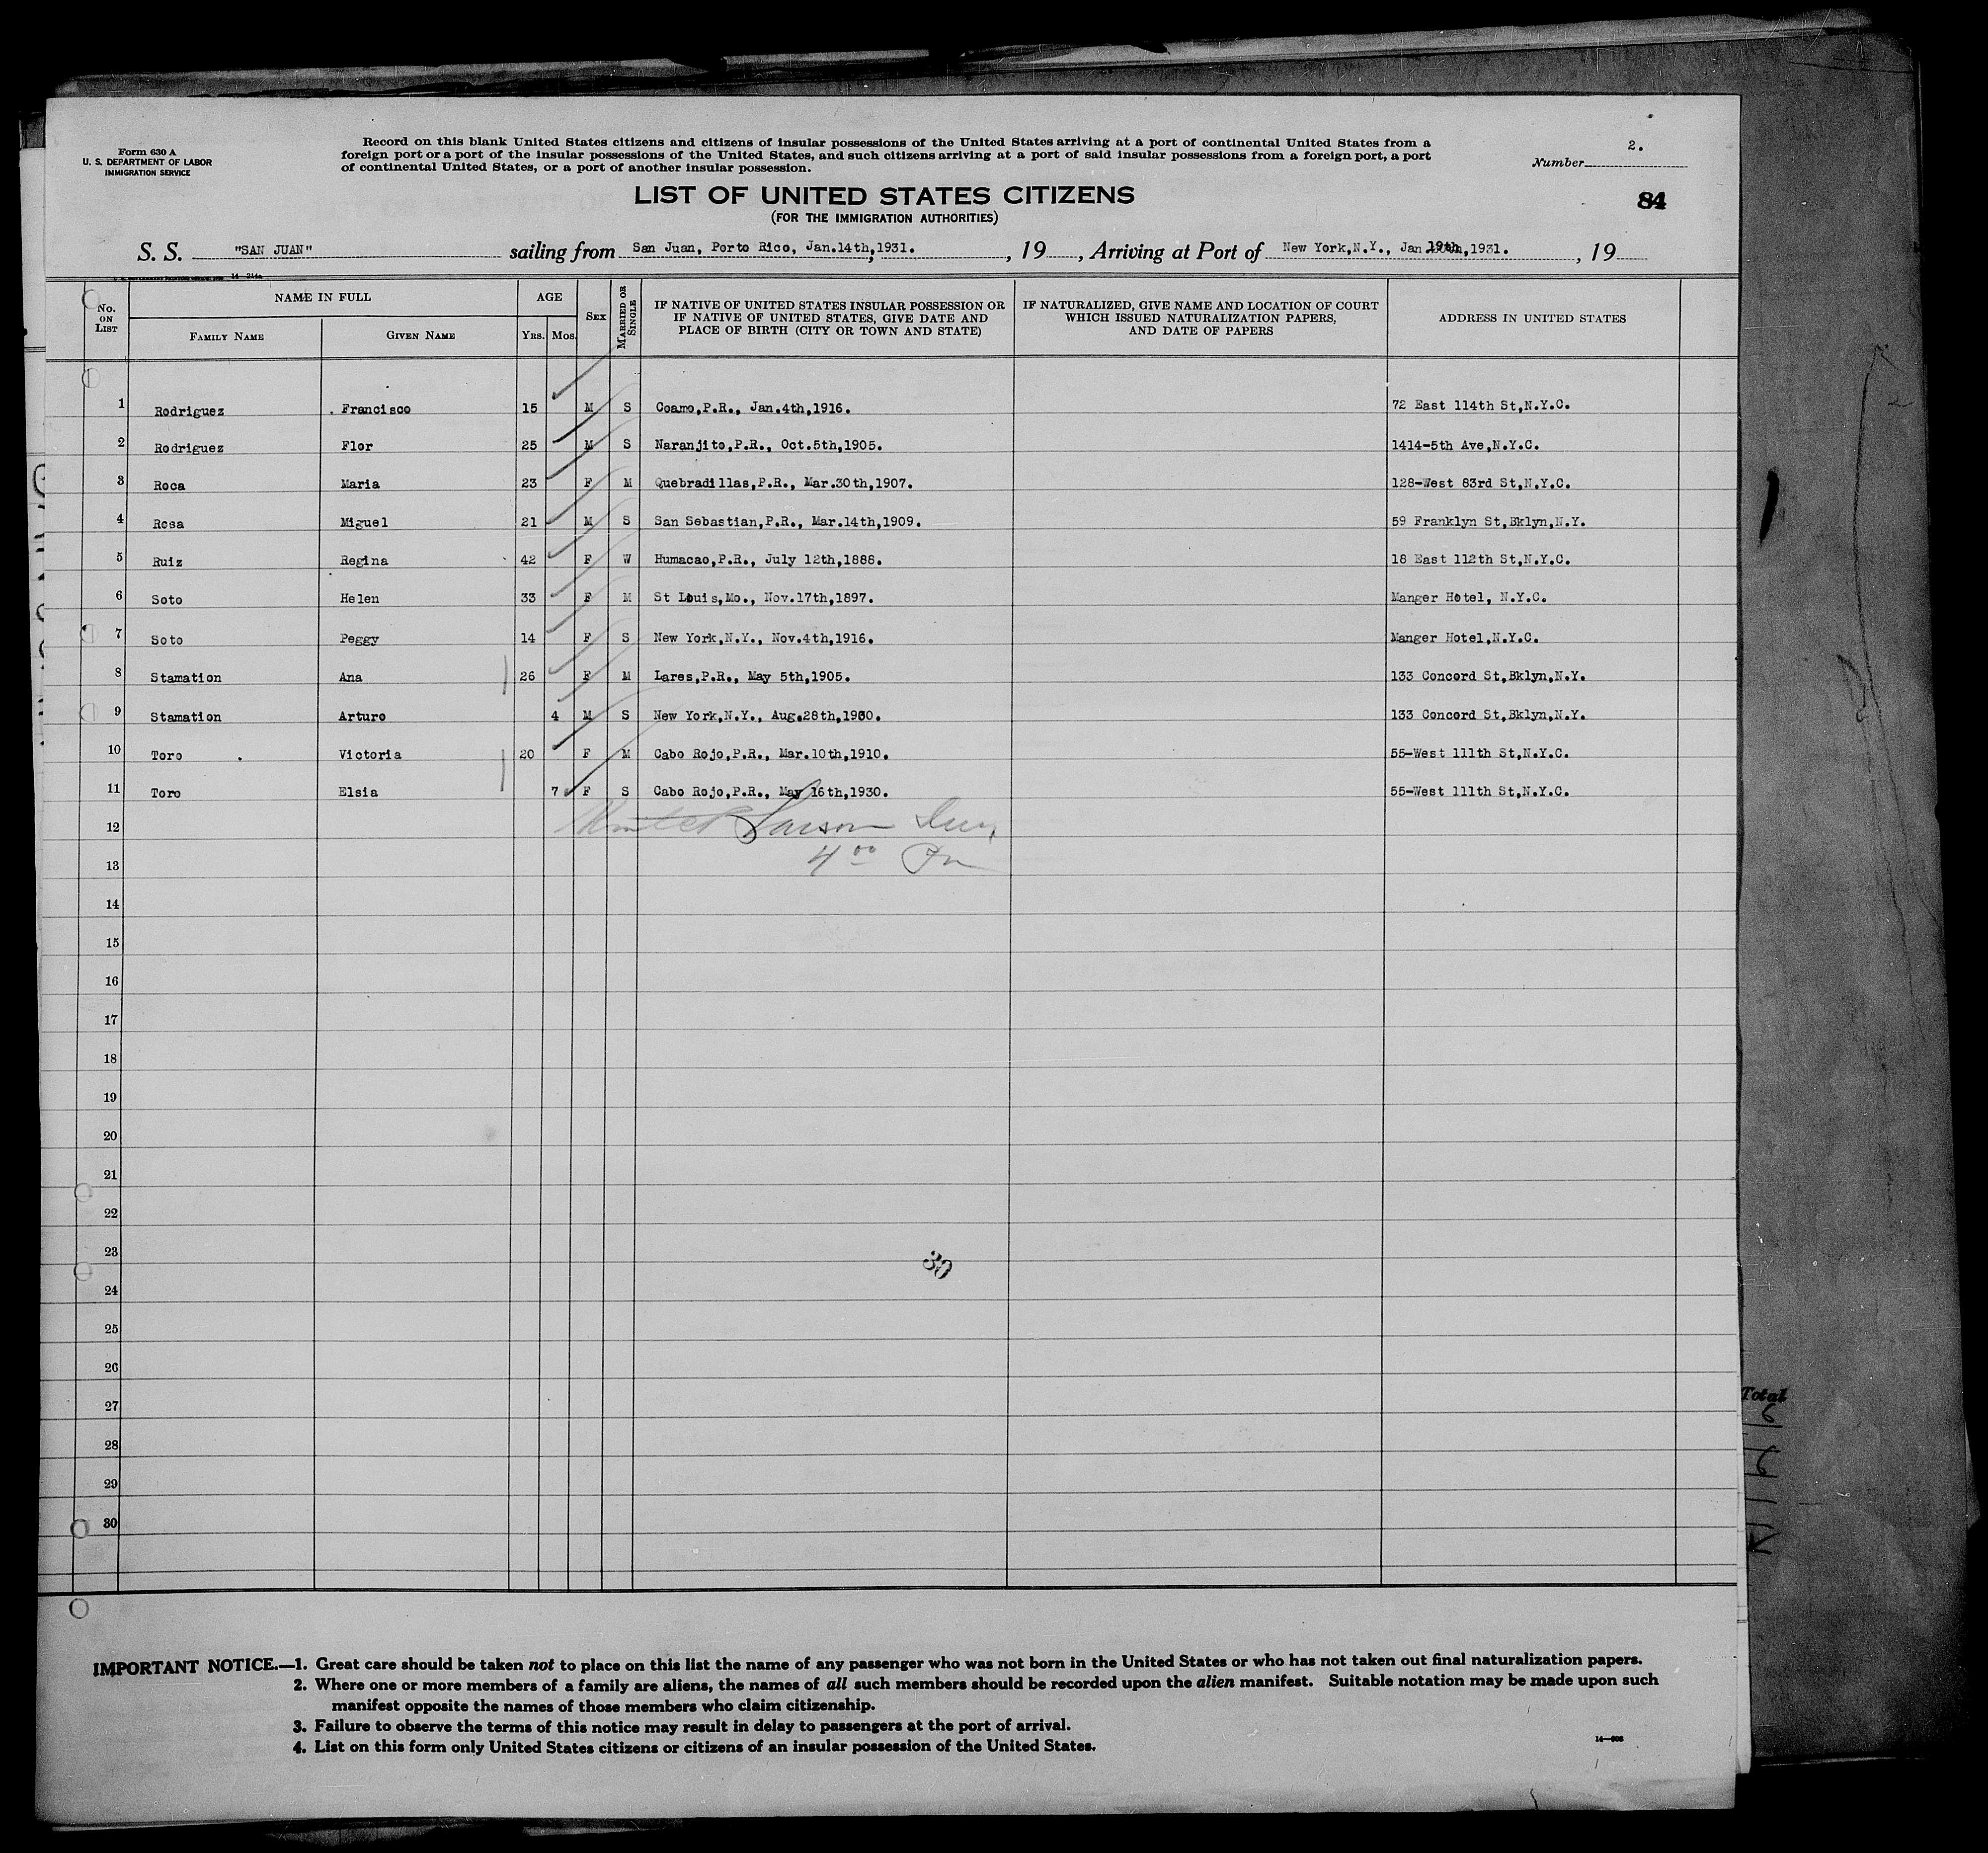 Form 630 A
U. S. DEPARTMENT OF LABOR
IMMIGRATION SERVICE
Record on this blank United States citizens and citizens of insular possessions of the United States arriving at a port of continental United States from a
foreign port or a port of the insular possessions of the United States, and such citizens arriving at a port of said insular possessions from a foreign port, a port
of continental United States, or a port of another insular possession.
Number 2.
84
LIST OF UNITED STATES CITIZENS
(FOR THE IMMIGRATION AUTHORITIES)
S. S. "SAN JUAN" sailing from San Juan, Porto Rico, Jan.14th,1931. , 19 , Arriving at Port of New York,N.Y., Jan 19th,1931. , 19
No. ON LIST
NAME IN FULL
FAMILY NAME GIVEN NAME
AGE
YRS. MOS.
SEX
MARRIED OR SINGLE
IF NATIVE OF UNITED STATES INSULAR POSSESSION OR
IF NATIVE OF UNITED STATES, GIVE DATE AND
PLACE OF BIRTH (CITY OR TOWN AND STATE)
IF NATURALIZED, GIVE NAME AND LOCATION OF COURT
WHICH ISSUED NATURALIZATION PAPERS,
AND DATE OF PAPERS
ADDRESS IN UNITED STATES
1 Rodriguez Francisco 15 M S Coamo,P.R., Jan.4th,1916. 72 East 114th St,N.Y.C.
2 Rodriguez Flor 25 M S Naranjito,P.R., Oct.5th,1905. 1414-5th Ave,N.Y.C.
3 Roca Maria 23 F M Quebradillas,P.R., Mar.30th,1907. 128-West 83rd St,N.Y.C.
4 Rosa Miguel 21 M S San Sebastian,P.R., Mar.14th,1909. 59 Franklyn St,Bklyn,N.Y.
5 Ruiz Regina 42 F W Humacao,P.R., July 12th,1888. 18 East 112th St,N.Y.C.
6 Soto Helen 33 F M St Louis,Mo., Nov.17th,1897. Manger Hotel, N.Y.C.
7 Soto Peggy 14 F S New York,N.Y., Nov.4th,1916. Manger Hotel,N.Y.C.
8 Stamation Ana 26 F M Lares,P.R., May 5th,1905. 133 Concord St,Bklyn,N.Y.
9 Stamation Arturo 4 M S New York,N.Y., Aug.28th,1930. 133 Concord St,Bklyn,N.Y.
10 Toro Victoria 20 F M Cabo Rojo,P.R., Mar.10th,1910. 55-West 111th St,N.Y.C.
11 Toro Elsia 7 F S Cabo Rojo,P.R., May 16th,1930. 55-West 111th St,N.Y.C.
12
4 00
13
14
15
16
17
18
19
20
21
22
23
30
24
25
26
27
28
29
30
Total
IMPORTANT NOTICE.—1. Great care should be taken not to place on this list the name of any passenger who was not born in the United States or who has not taken out final naturalization papers.
2. Where one or more members of a family are aliens, the names of all such members should be recorded upon the alien manifest. Suitable notation may be made upon such
manifest opposite the names of those members who claim citizenship.
3. Failure to observe the terms of this notice may result in delay to passengers at the port of arrival.
4. List on this form only United States citizens or citizens of an insular possession of the United States.